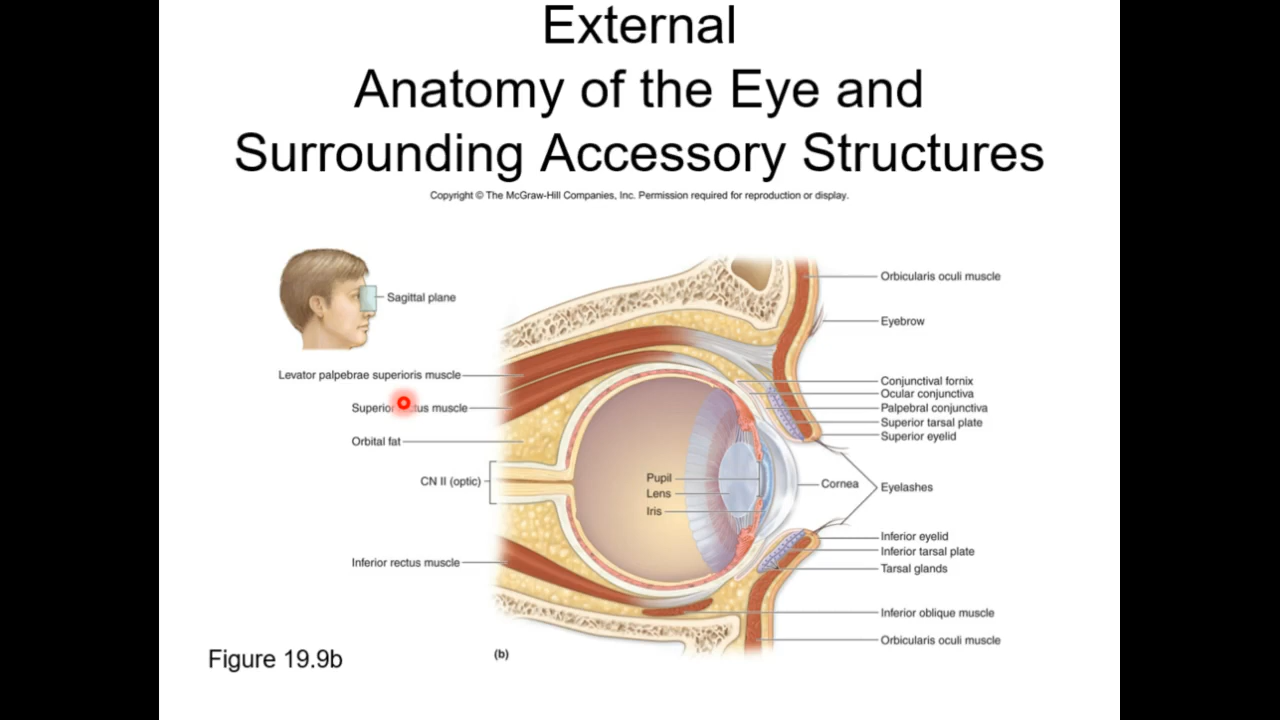 External
Anatomy of the Eye and
Surrounding Accessory Structures
Copyright © The McGraw-Hill Companies, Inc. Permission required for reproduction or display.
Sagittal plane
Levator palpebrae superioris muscle
Superior rectus muscle
Orbital fat
CN II (optic)
Inferior rectus muscle
Pupil
Lens
Iris
Orbicularis oculi muscle
Eyebrow
Conjunctival fornix
Ocular conjunctiva
Palpebral conjunctiva
Superior tarsal plate
Superior eyelid
Cornea
Eyelashes
Inferior eyelid
Inferior tarsal plate
Tarsal glands
Inferior oblique muscle
Orbicularis oculi muscle
(b)
Figure 19.9b